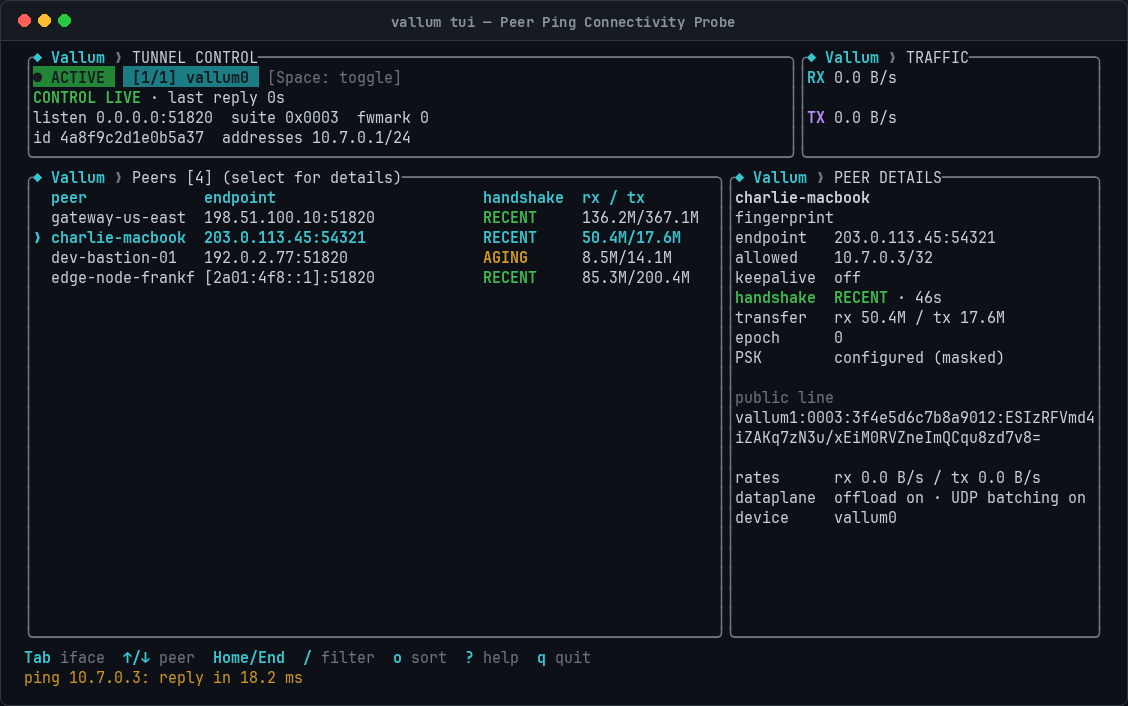 vallum tui — Peer Ping Connectivity Probe
◆ Vallum ❯ TUNNEL CONTROL
● ACTIVE [1/1] vallum0 [Space: toggle]
CONTROL LIVE · last reply 0s
listen 0.0.0.0:51820 suite 0x0003 fwmark 0
id 4a8f9c2d1e0b5a37 addresses 10.7.0.1/24
◆ Vallum ❯ TRAFFIC
RX 0.0 B/s
TX 0.0 B/s
◆ Vallum ❯ Peers [4] (select for details)
peer endpoint handshake rx / tx
gateway-us-east 198.51.100.10:51820 RECENT 136.2M/367.1M
❯ charlie-macbook 203.0.113.45:54321 RECENT 50.4M/17.6M
dev-bastion-01 192.0.2.77:51820 AGING 8.5M/14.1M
edge-node-frankf [2a01:4f8::1]:51820 RECENT 85.3M/200.4M
◆ Vallum ❯ PEER DETAILS
charlie-macbook
fingerprint
endpoint 203.0.113.45:54321
allowed 10.7.0.3/32
keepalive off
handshake RECENT · 46s
transfer rx 50.4M / tx 17.6M
epoch 0
PSK configured (masked)
public line
vallum1:0003:3f4e5d6c7b8a9012:ESIzRFVmd4
iZAKq7zN3u/xEiM0RVZneImQCqu8zd7v8=
rates rx 0.0 B/s / tx 0.0 B/s
dataplane offload on · UDP batching on
device vallum0
Tab iface ↑/↓ peer Home/End / filter o sort ? help q quit
ping 10.7.0.3: reply in 18.2 ms